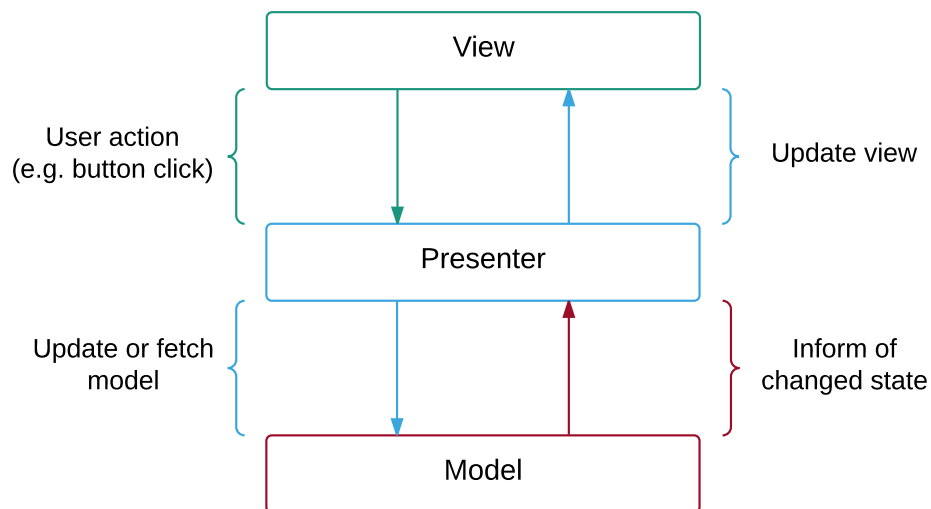 View
User action
(e.g. button click)
Update view
Presenter
Update or fetch
model
Inform of
changed state
Model